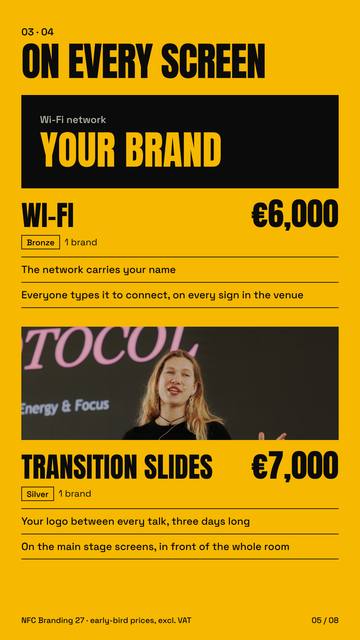 03 · 04
ON EVERY SCREEN
Wi-Fi network
YOUR BRAND
WI-FI €6,000
Bronze 1 brand
The network carries your name
Everyone types it to connect, on every sign in the venue
TOCOL
Energy & Focus
TRANSITION SLIDES €7,000
Silver 1 brand
Your logo between every talk, three days long
On the main stage screens, in front of the whole room
NFC Branding 27 · early-bird prices, excl. VAT 05 / 08